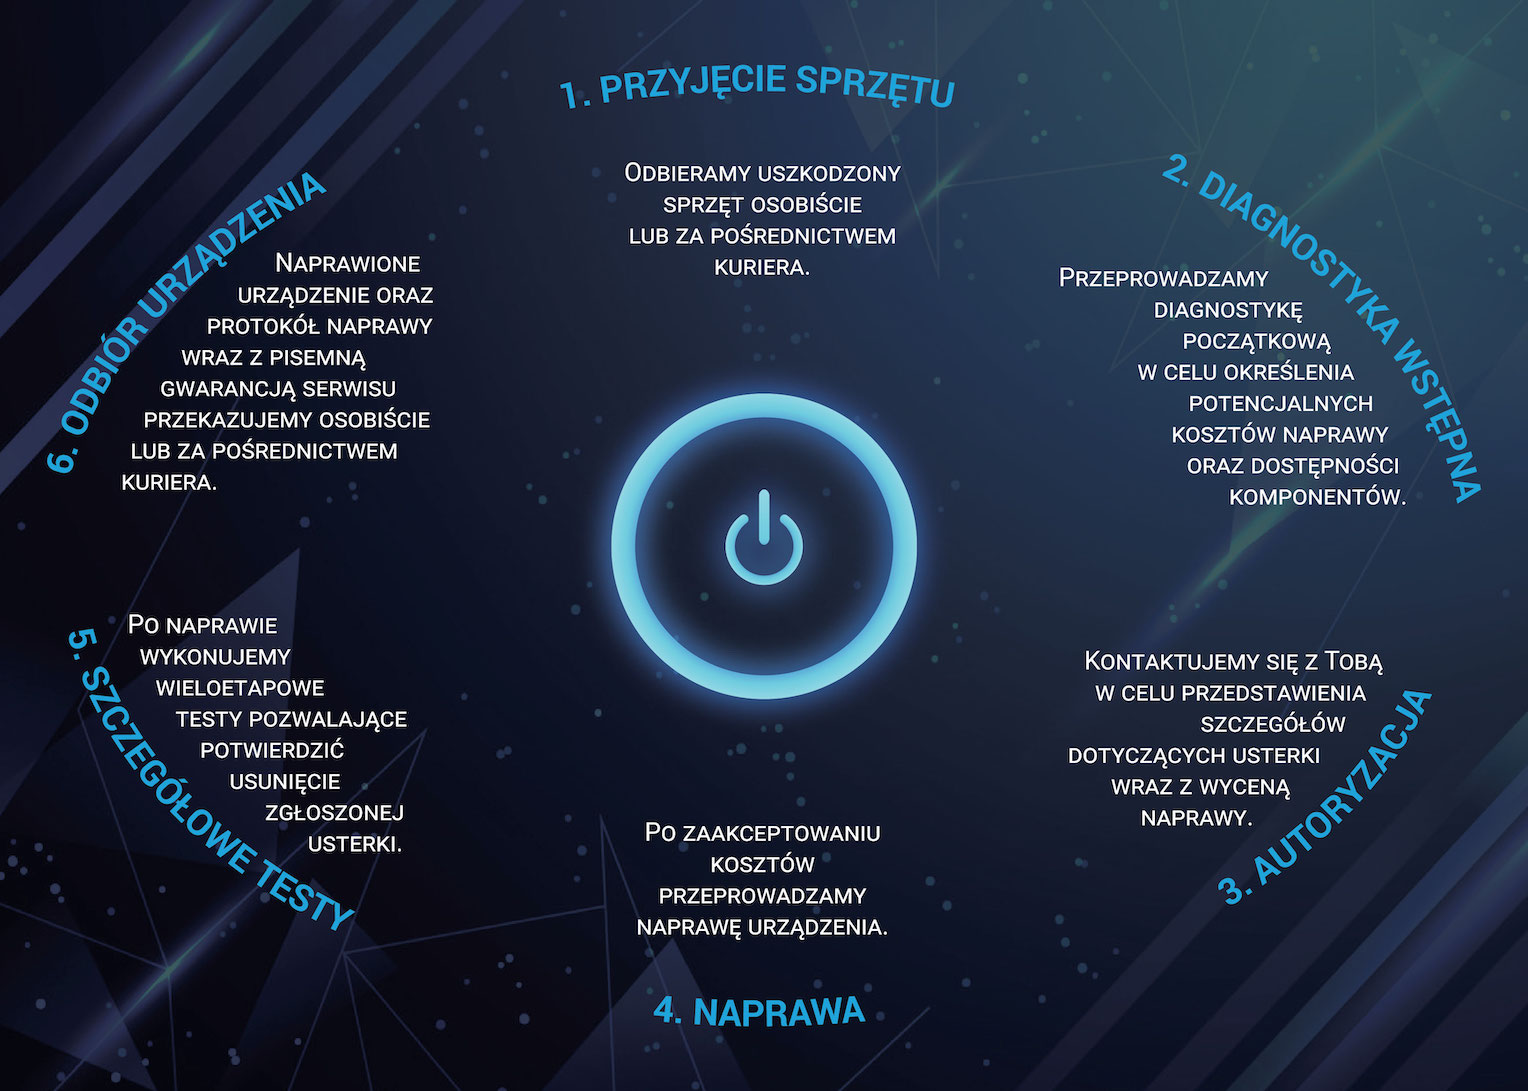 1. PRZYJĘCIE SPRZĘTU
Odbieramy uszkodzony
sprzęt osobiście
lub za pośrednictwem
kuriera.
2. DIAGNOSTYKA WSTĘPNA
Przeprowadzamy
diagnostykę
początkową
w celu określenia
potencjalnych
kosztów naprawy
oraz dostępności
komponentów.
3. AUTORYZACJA
Kontaktujemy się z Tobą
w celu przedstawienia
szczegółów
dotyczących usterki
wraz z wyceną
naprawy.
4. NAPRAWA
Po zaakceptowaniu
kosztów
przeprowadzamy
naprawę urządzenia.
5. SZCZEGÓŁOWE TESTY
Po naprawie
wykonujemy
wieloetapowe
testy pozwalające
potwierdzić
usunięcie
zgłoszonej
usterki.
6. ODBIÓR URZĄDZENIA
Naprawione
urządzenie oraz
protokół naprawy
wraz z pisemną
gwarancją serwisu
przekazujemy osobiście
lub za pośrednictwem
kuriera.